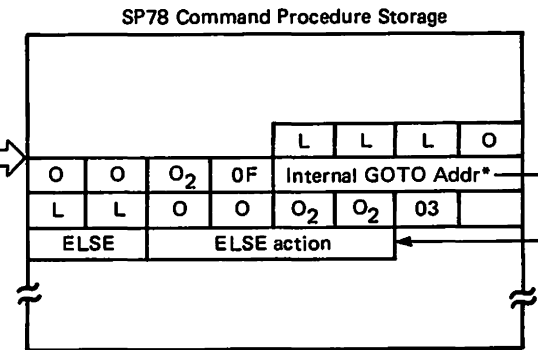 SP78 Command Procedure Storage
L L L O
O O O₂ 0F Internal GOTO Addr*
L L O O O₂ O₂ 03
ELSE ELSE action